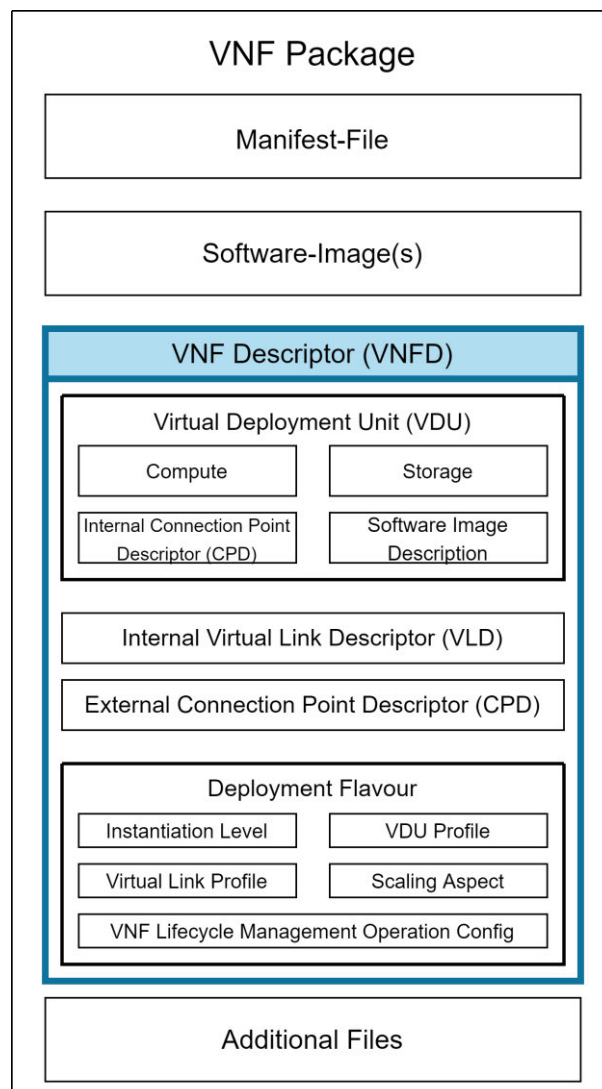 VNF Package
Manifest-File
Software-Image(s)
VNF Descriptor (VNFD)
Virtual Deployment Unit (VDU)
Compute
Storage
Internal Connection Point
Descriptor (CPD)
Software Image
Description
Internal Virtual Link Descriptor (VLD)
External Connection Point Descriptor (CPD)
Deployment Flavour
Instantiation Level
VDU Profile
Virtual Link Profile
Scaling Aspect
VNF Lifecycle Management Operation Config
Additional Files